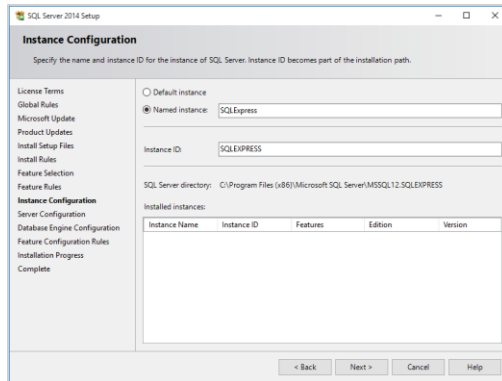 SQL Server 2014 Setup
Instance Configuration
Specify the name and instance ID for the instance of SQL Server. Instance ID becomes part of the installation path.
License Terms
Global Rules
Microsoft Update
Product Updates
Install Setup Files
Install Rules
Feature Selection
Feature Rules
Instance Configuration
Server Configuration
Database Engine Configuration
Feature Configuration Rules
Installation Progress
Complete
Default instance
Named instance: SQLExpress
Instance ID: SQLEXPRESS
SQL Server directory: C:\Program Files (x86)\Microsoft SQL Server\MSSQL12.SQLEXPRESS
Installed instances:
Instance Name Instance ID Features Edition Version
< Back Next > Cancel Help